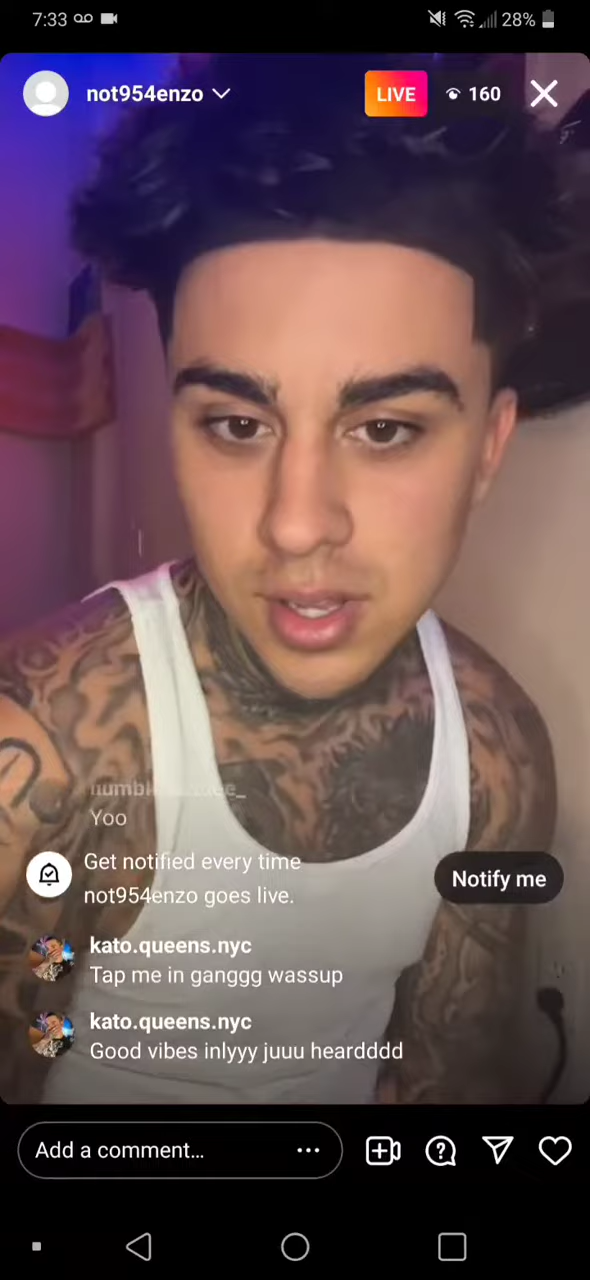 7:33
28%
not954enzo
LIVE
160
Yoo
Get notified every time
not954enzo goes live.
Notify me
kato.queens.nyc
Tap me in ganggg wassup
kato.queens.nyc
Good vibes inlyyy juuu heardddd
Add a comment...